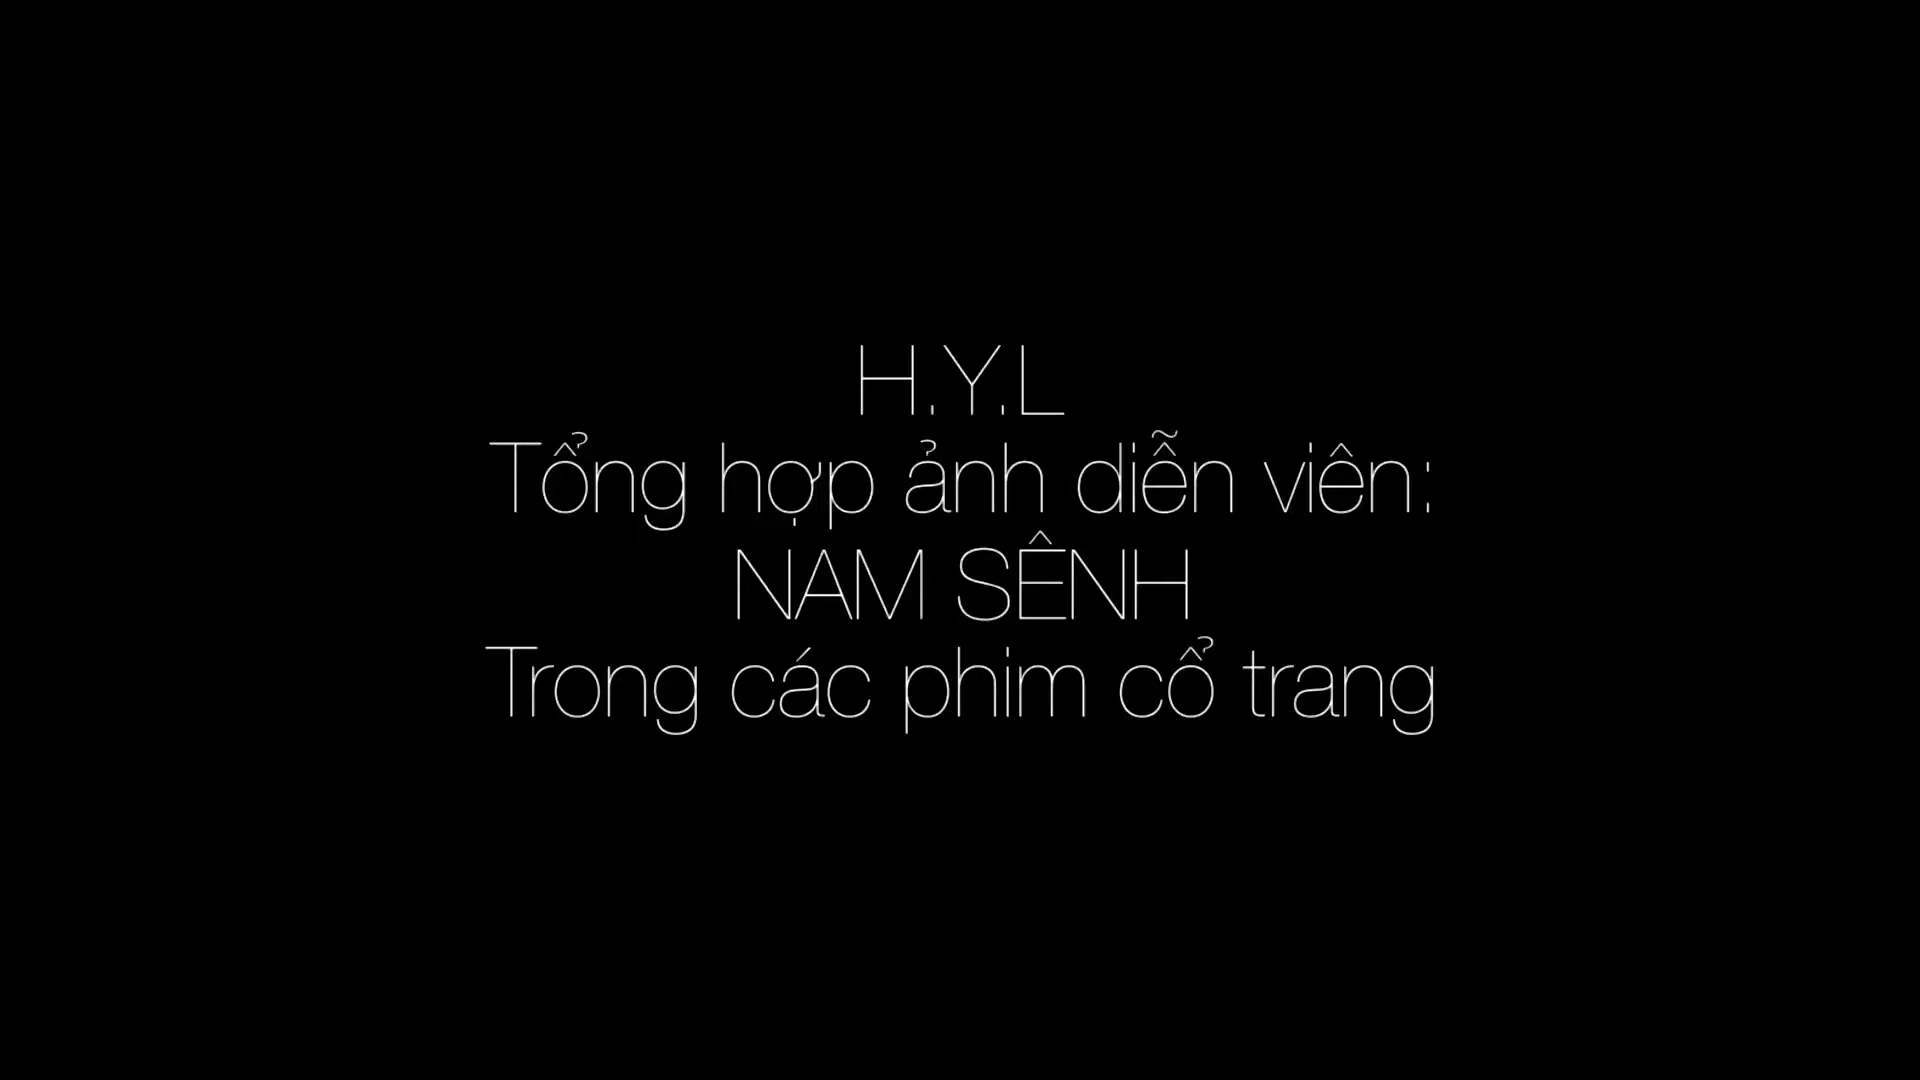 H.Y.L
Tổng hợp ảnh diễn viên:
NAM SÊNH
Trong các phim cổ trang